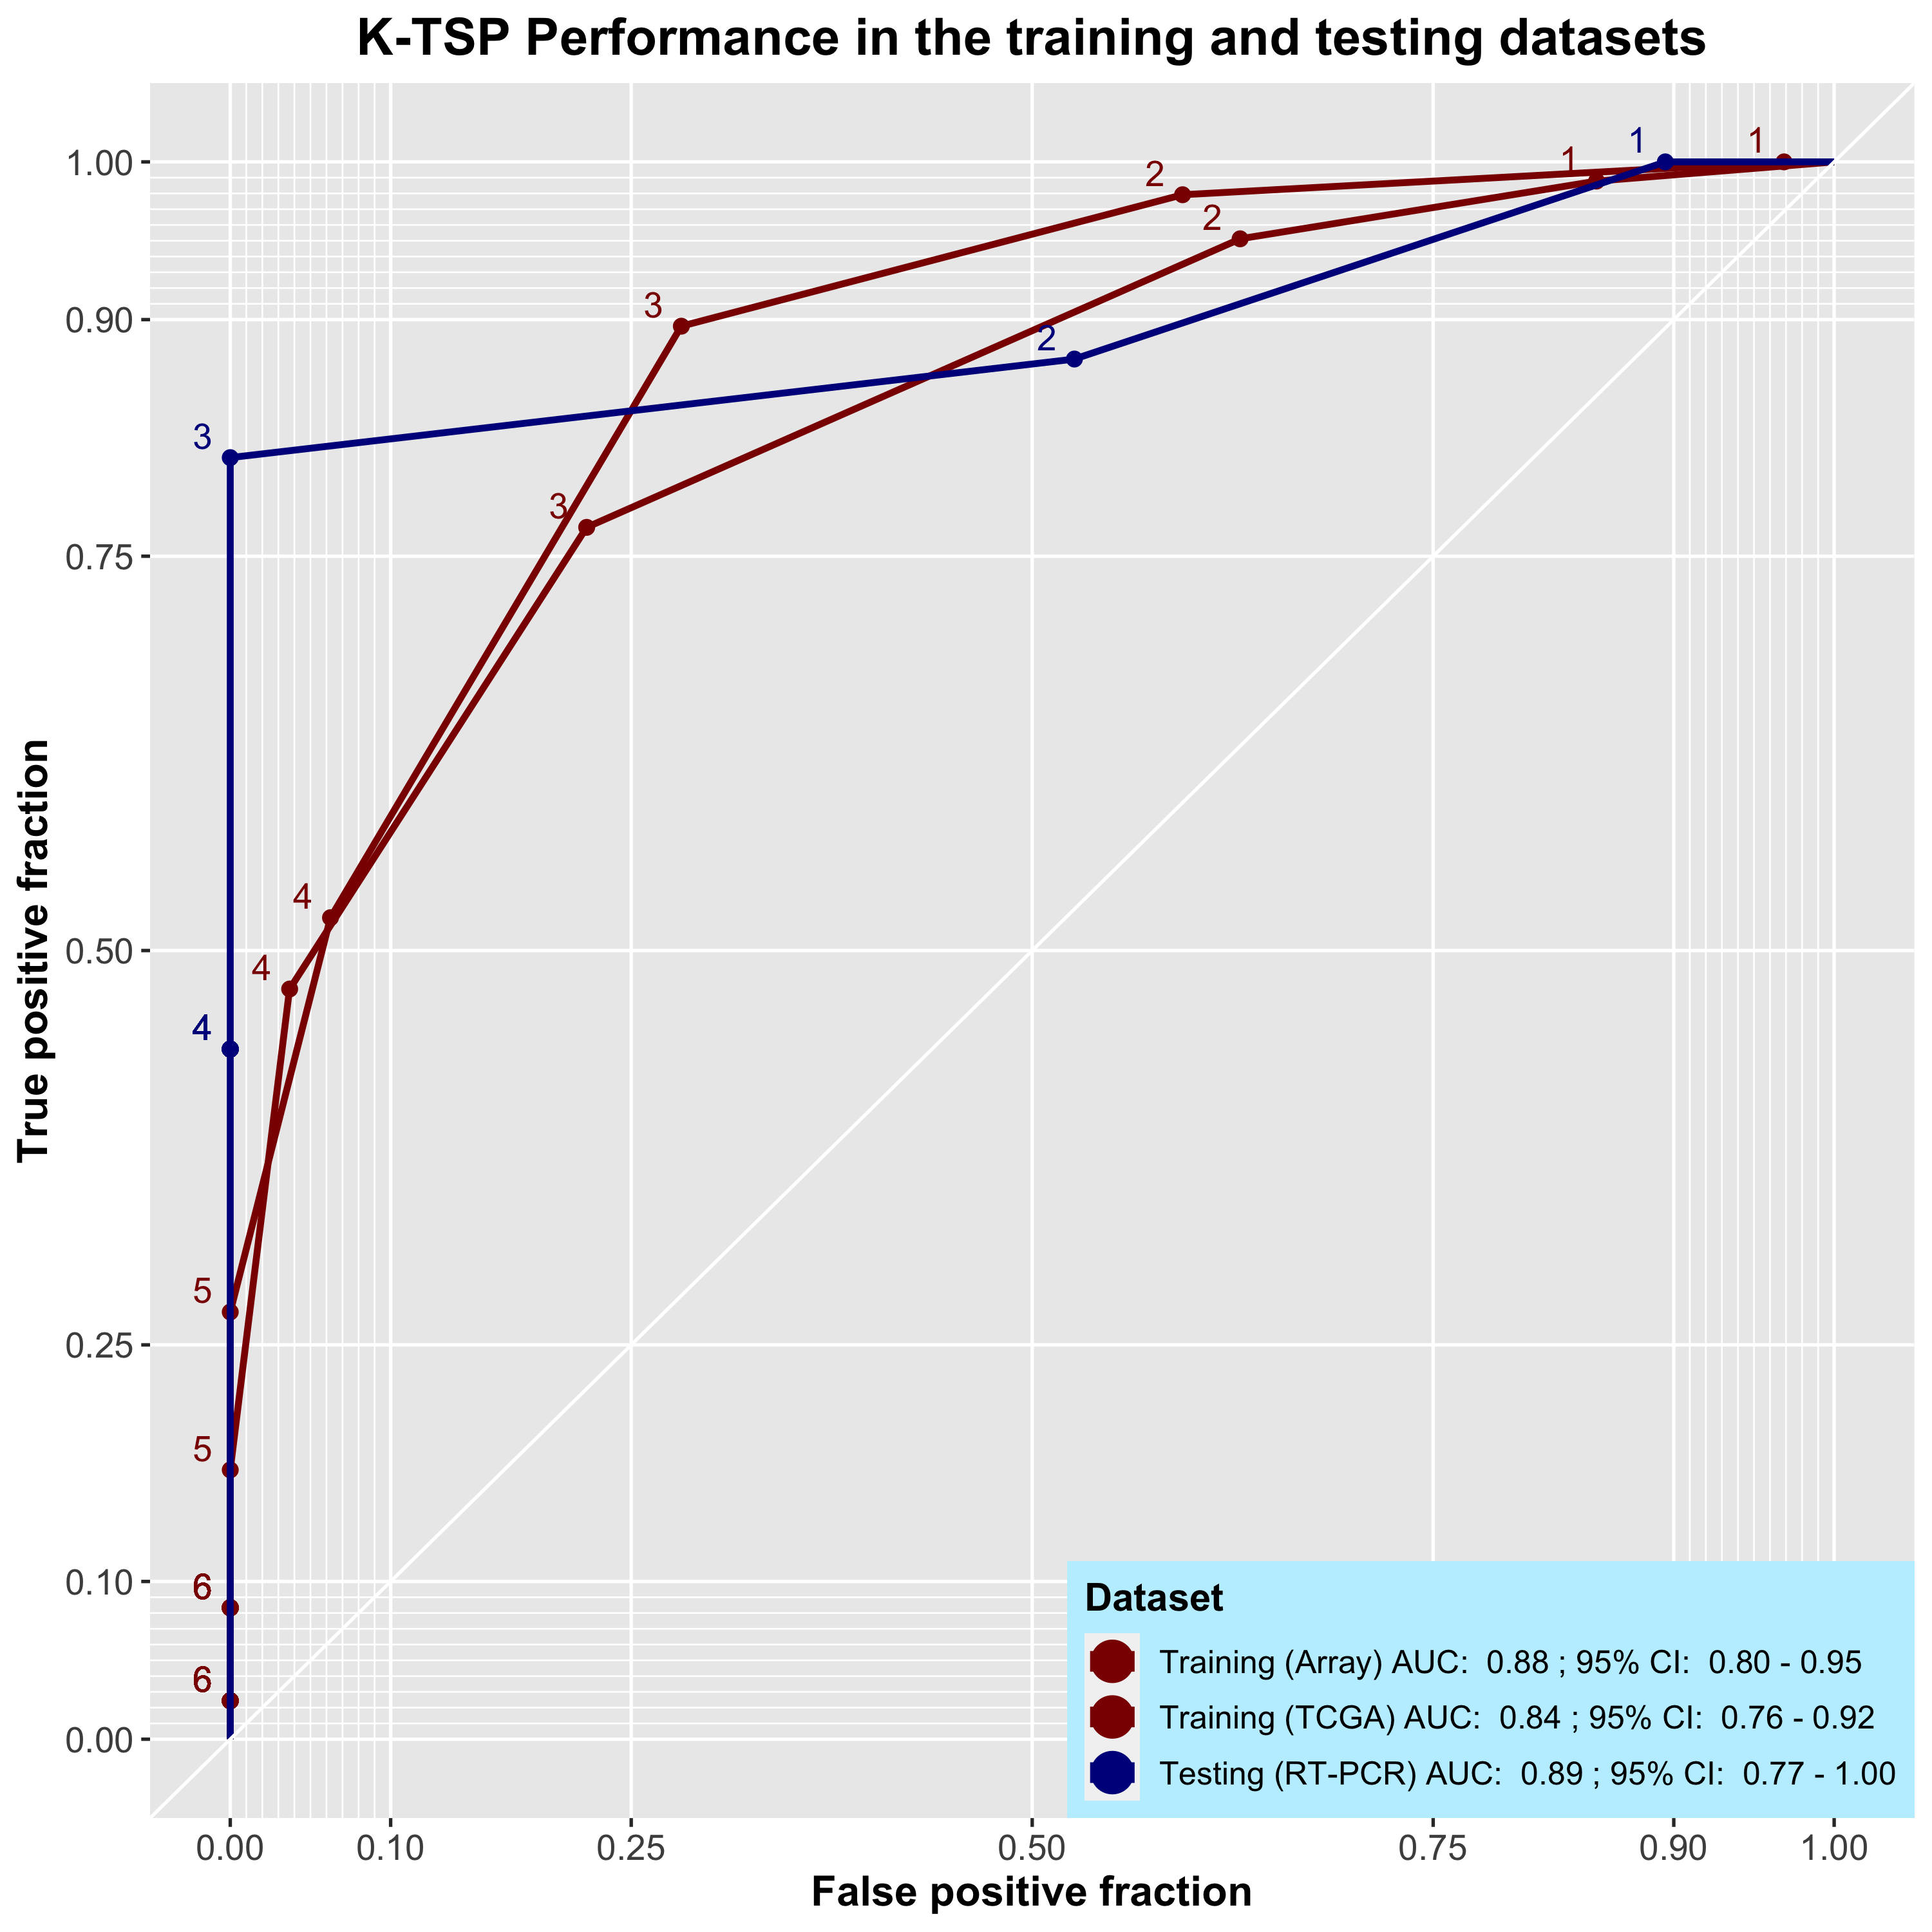 K-TSP Performance in the training and testing datasets
1 1 1
2
2
2
3
3
3
4
4
4
5
5
6
6
1.00
0.90
0.75
0.50
0.25
0.10
0.00
True positive fraction
Dataset
Training (Array) AUC: 0.88 ; 95% CI: 0.80 - 0.95
Training (TCGA) AUC: 0.84 ; 95% CI: 0.76 - 0.92
Testing (RT-PCR) AUC: 0.89 ; 95% CI: 0.77 - 1.00
0.00 0.10 0.25 0.50 0.75 0.90 1.00
False positive fraction